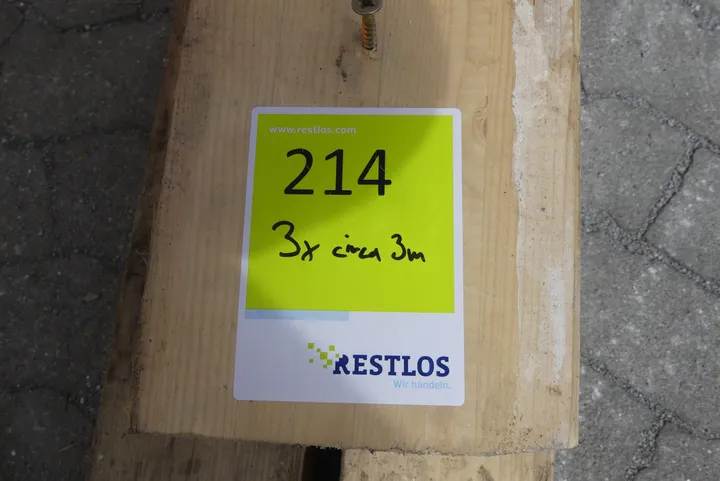 www.restlos.com
214
3x circa 3m
RESTLOS
Wir handeln.